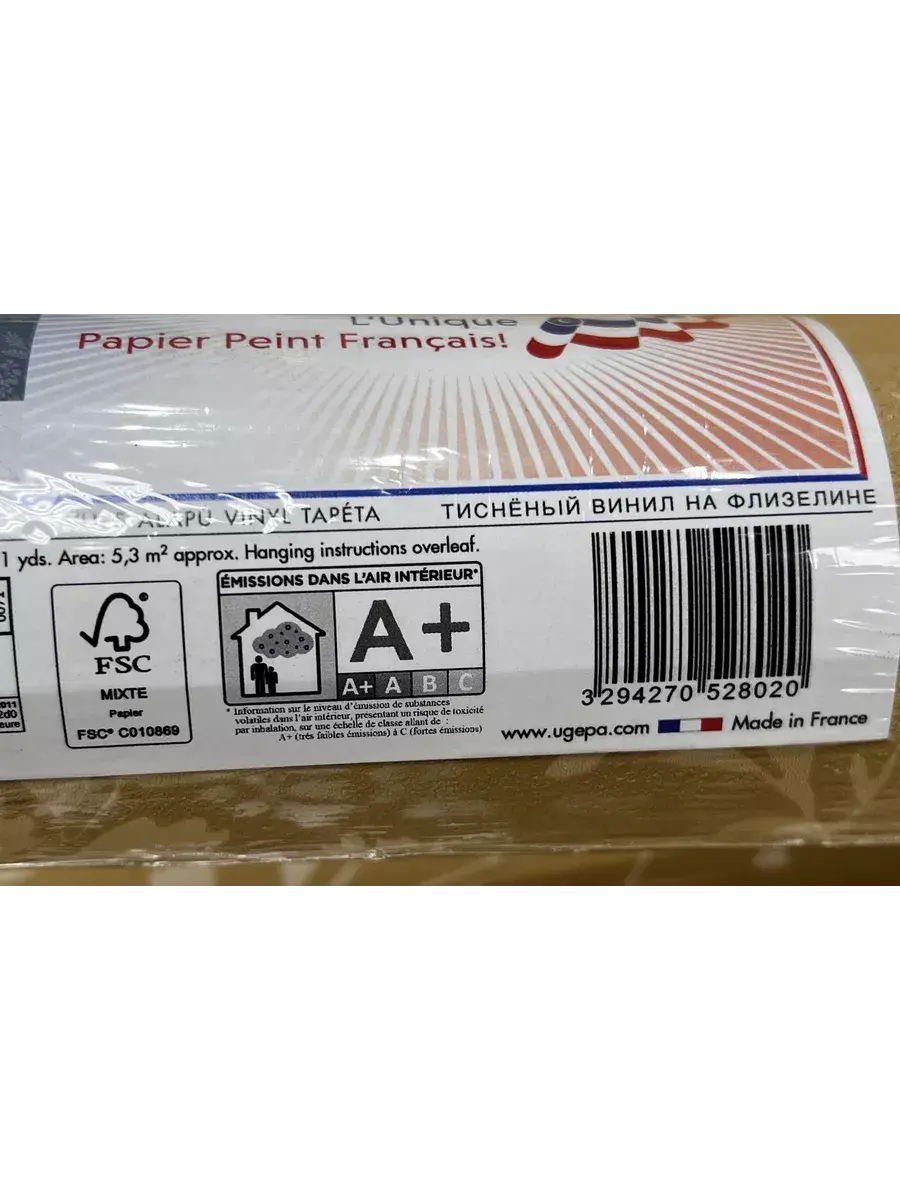 L'Unique
Papier Peint Français!
ALAPU VINYL TAPÉTA
ТИСНЁНЫЙ ВИНИЛ НА ФЛИЗЕЛИНЕ
1 yds. Area: 5,3 m² approx. Hanging instructions overleaf.
FSC
MIXTE
Papier
FSC® C010869
ÉMISSIONS DANS L'AIR INTÉRIEUR*
A+
A+ A B C
* Information sur le niveau d'émission de substances
volatiles dans l'air intérieur, présentant un risque de toxicité
par inhalation, sur une échelle de classe allant de :
A+ (très faibles émissions) à C (fortes émissions)
3 294270 528020
www.ugepa.com
Made in France